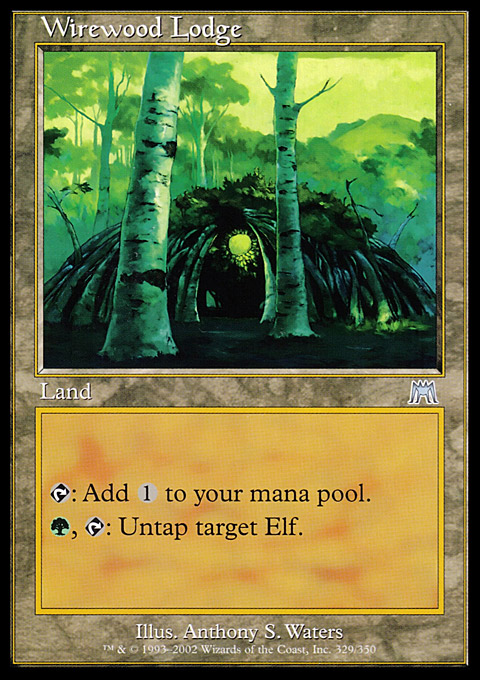 Wirewood Lodge
Land
: Add 1 to your mana pool.
, : Untap target Elf.
Illus. Anthony S. Waters
™ & © 1993–2002 Wizards of the Coast, Inc. 329/350